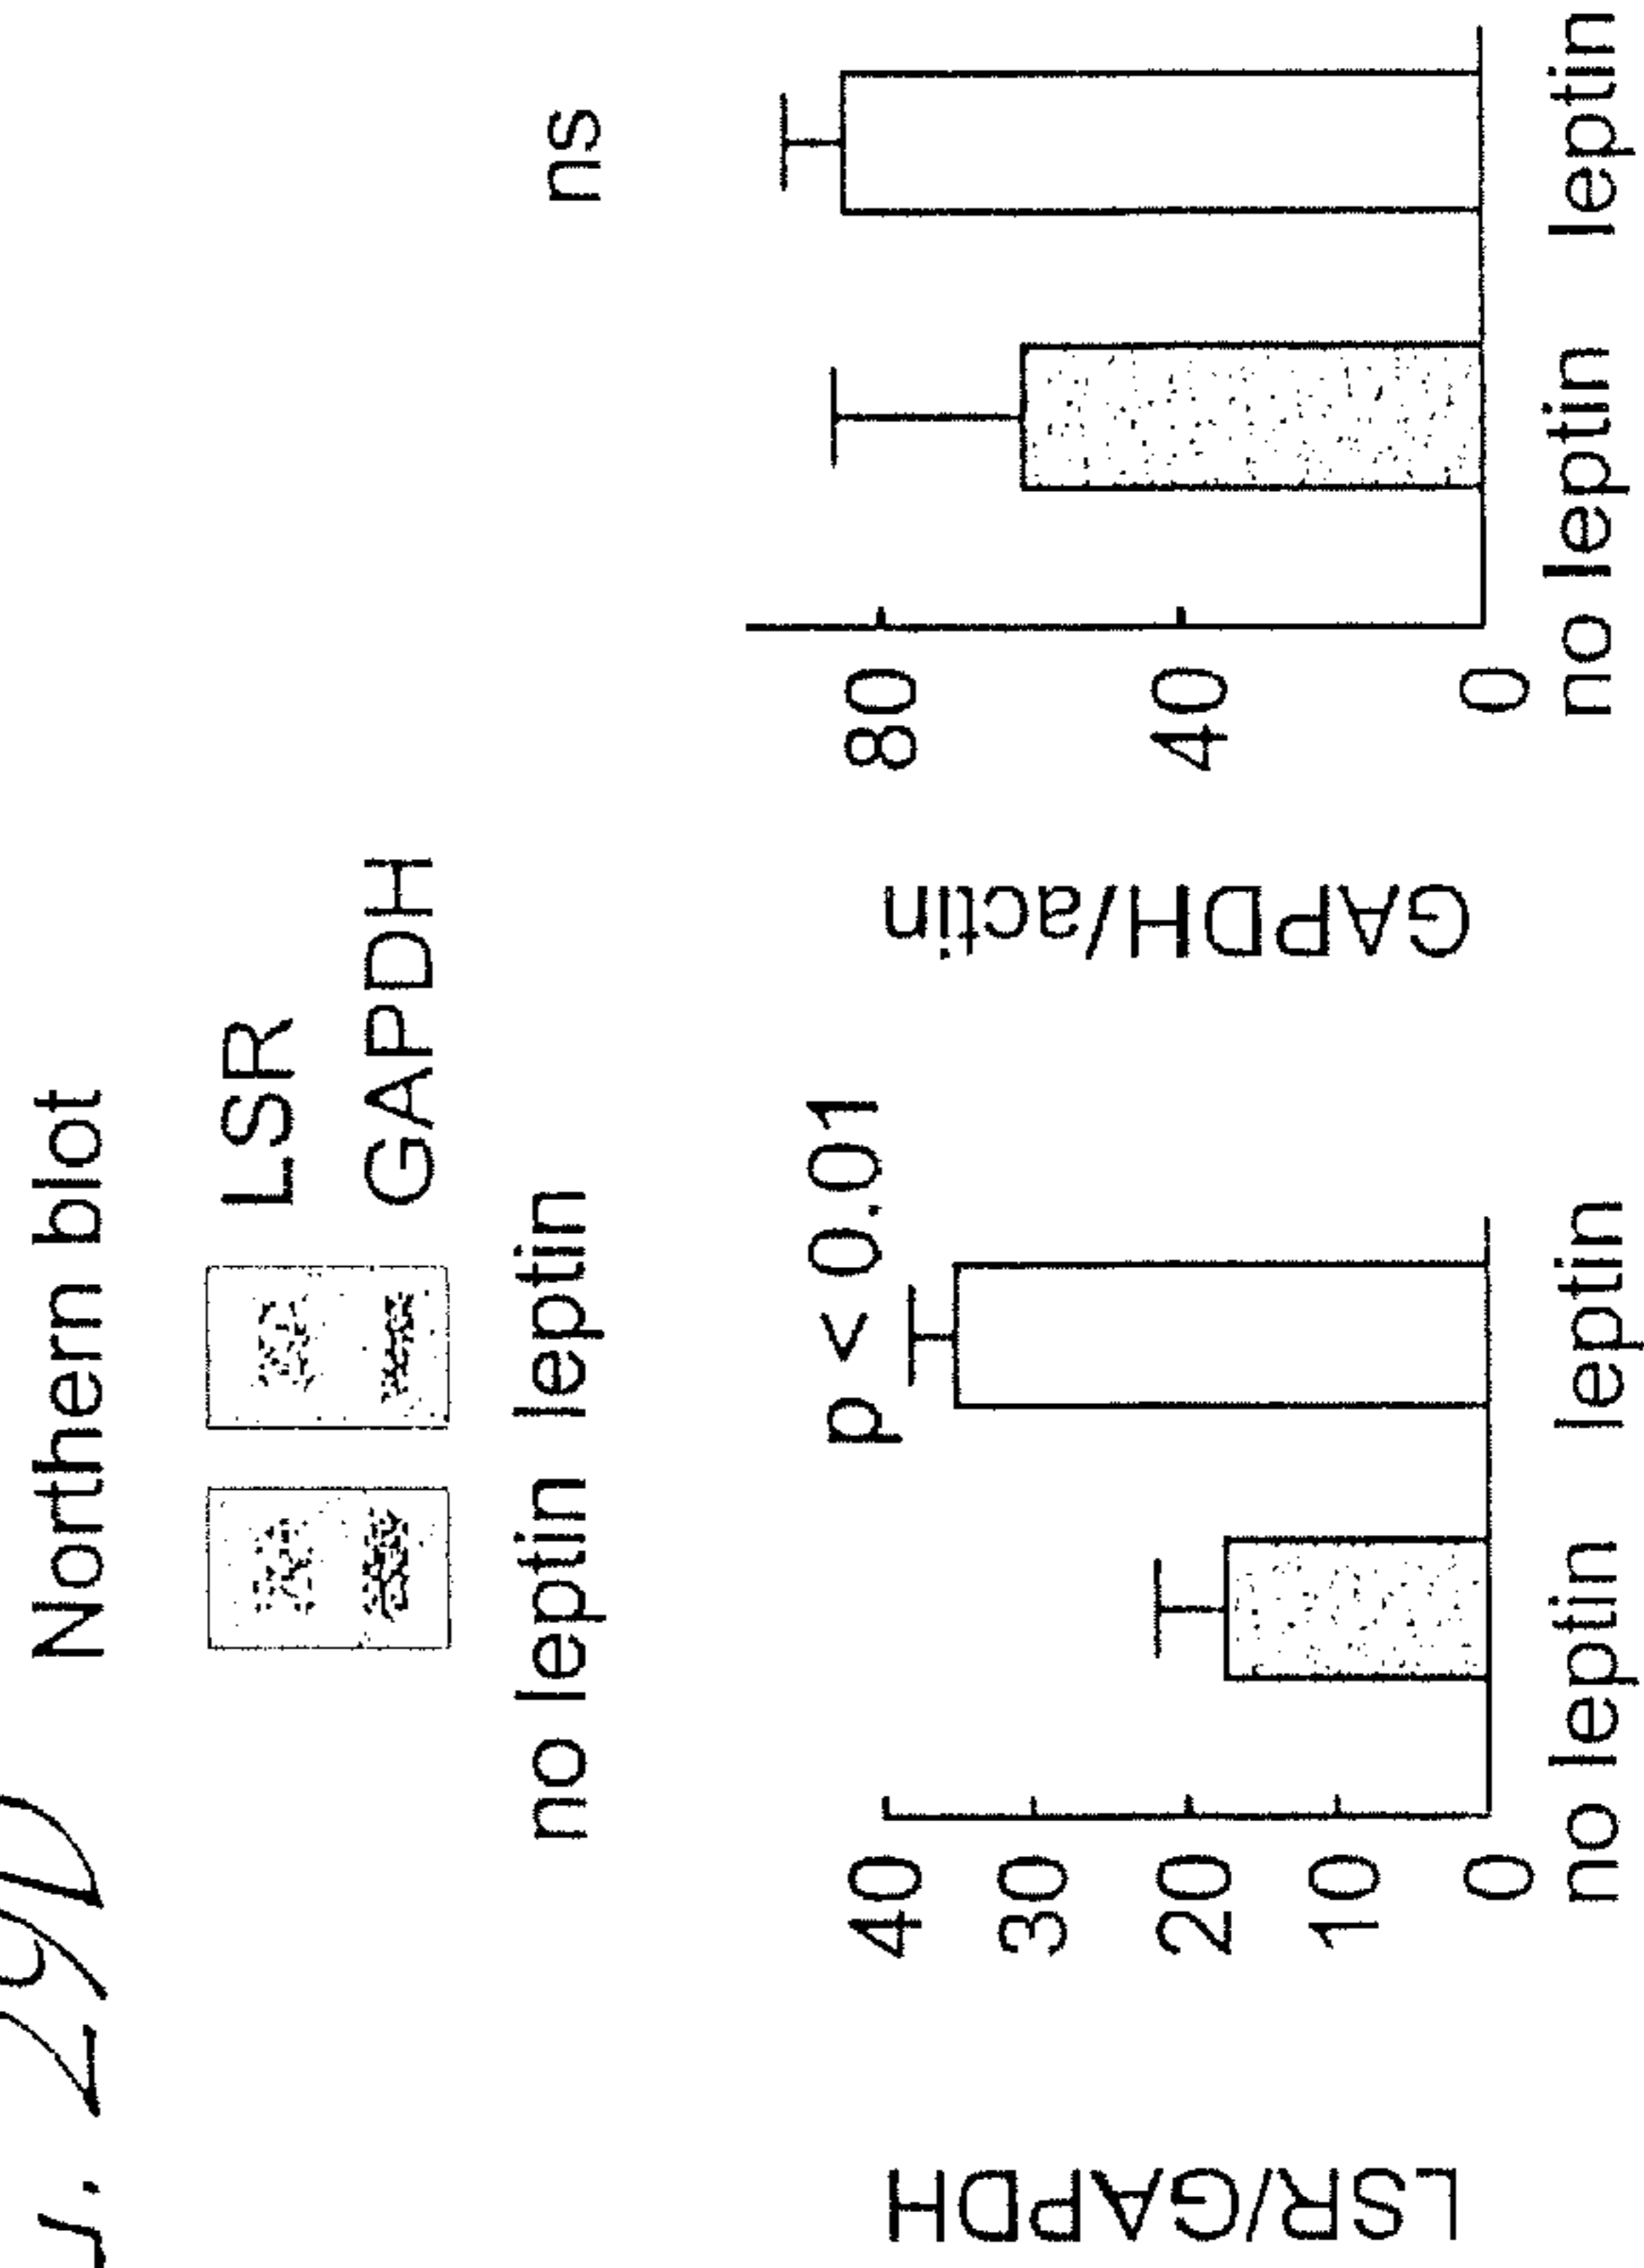 29D Northern blot
LSR
GAPDH
no leptin leptin
p < 0.01
LSR/GAPDH
40
30
20
10
0
no leptin leptin
ns
GAPDH/actin
80
40
0
no leptin leptin